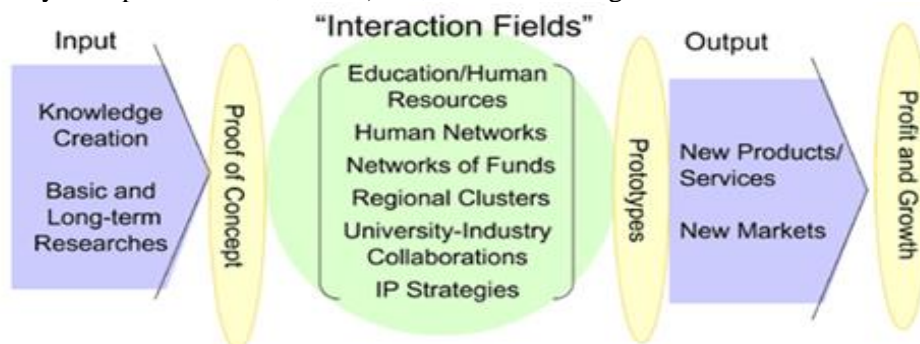 Input
Knowledge
Creation
Basic and
Long-term
Researches
Proof of Concept
"Interaction Fields"
Education/Human
Resources
Human Networks
Networks of Funds
Regional Clusters
University-Industry
Collaborations
IP Strategies
Prototypes
Output
New Products/
Services
New Markets
Profit and Growth